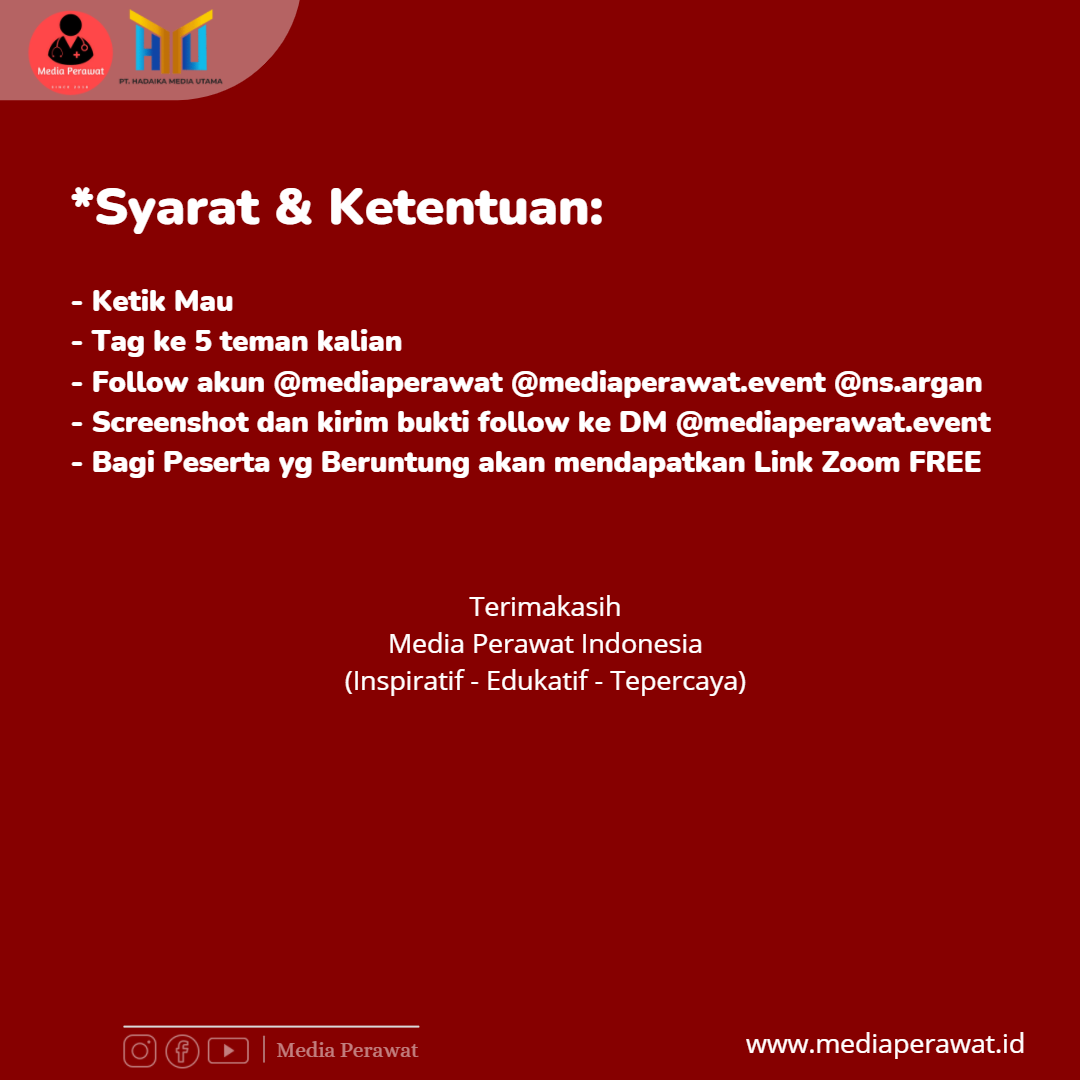 Media Perawat
SINCE 2018
HMU
PT. HADAIKA MEDIA UTAMA
*Syarat & Ketentuan:
- Ketik Mau
- Tag ke 5 teman kalian
- Follow akun @mediaperawat @mediaperawat.event @ns.argan
- Screenshot dan kirim bukti follow ke DM @mediaperawat.event
- Bagi Peserta yg Beruntung akan mendapatkan Link Zoom FREE
Terimakasih
Media Perawat Indonesia
(Inspiratif - Edukatif - Tepercaya)
Media Perawat
www.mediaperawat.id